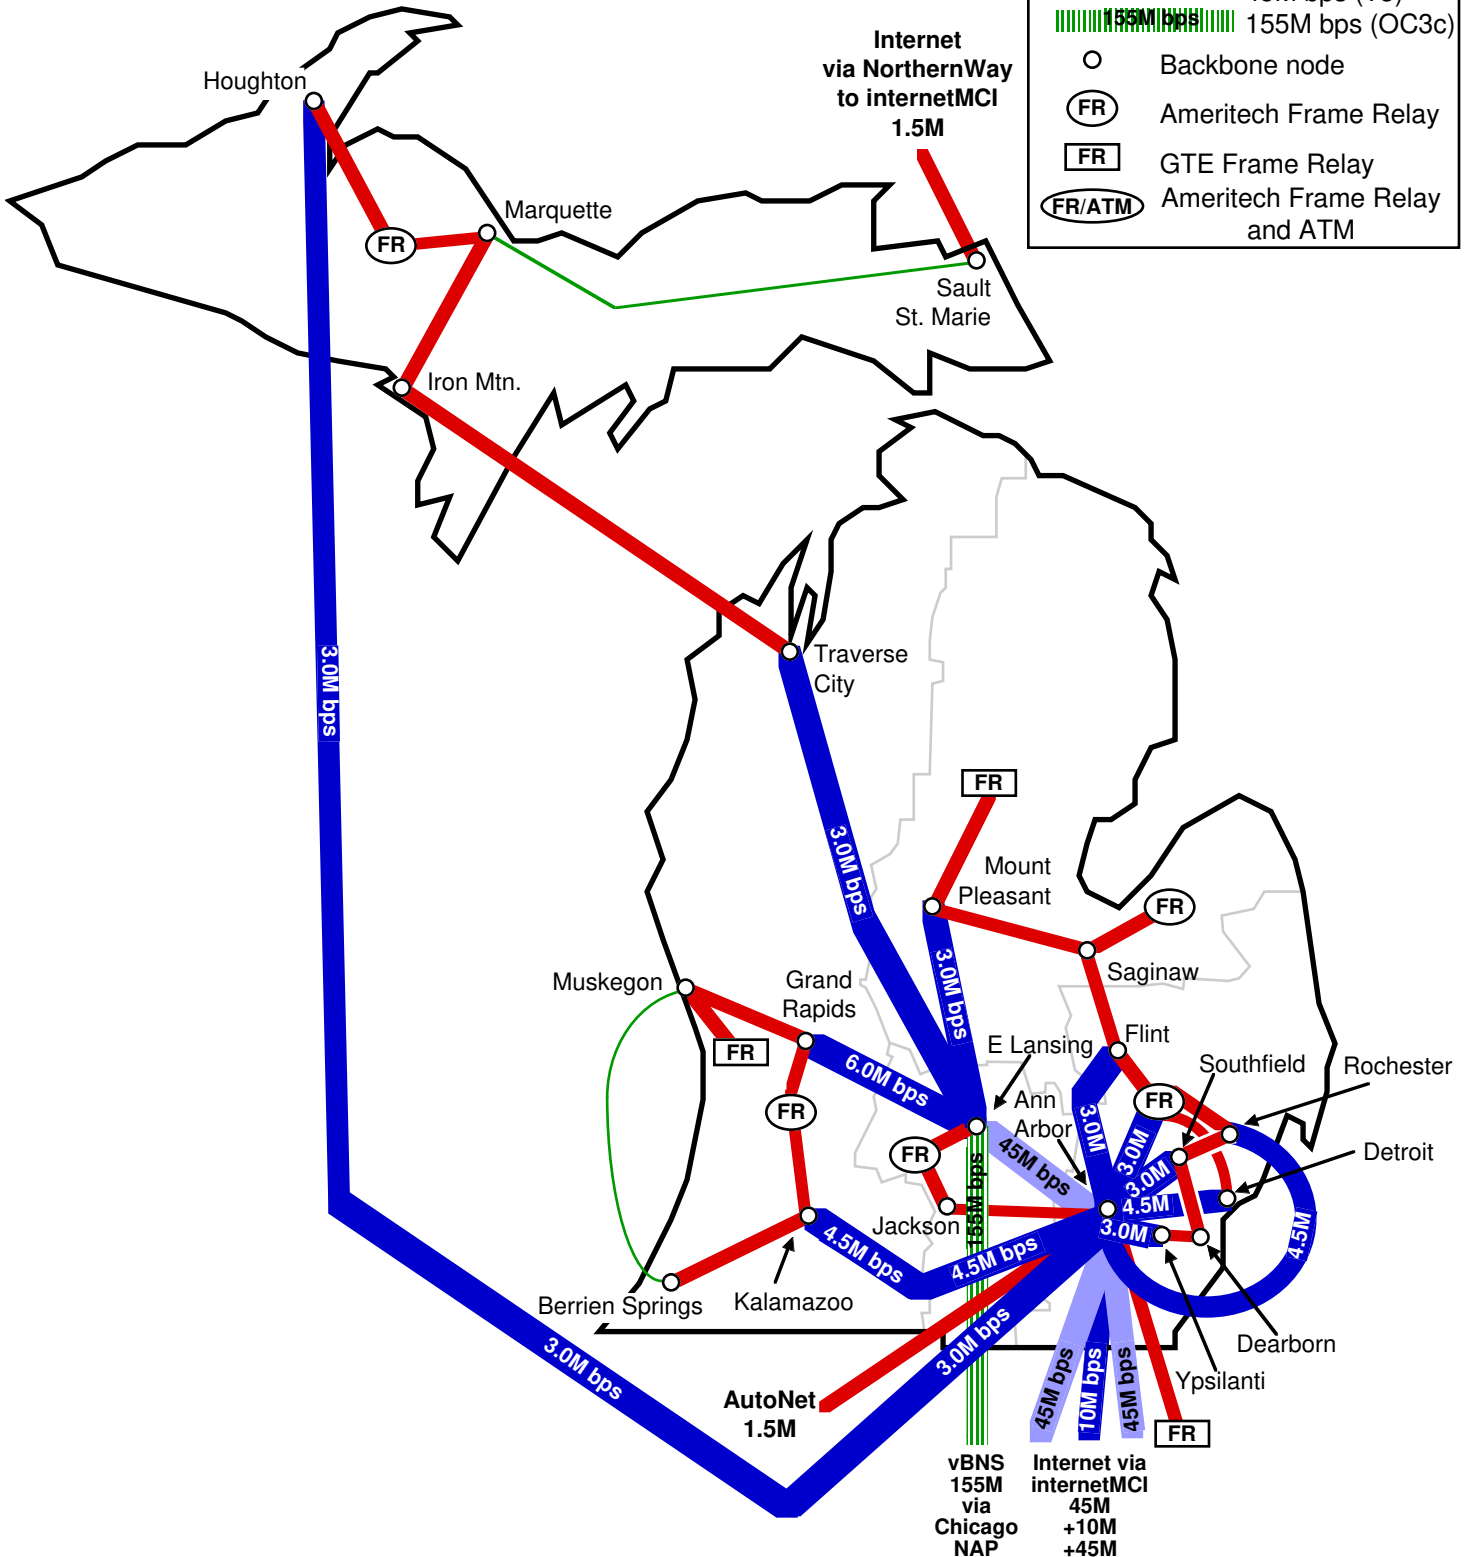 155M bps
155M bps (OC3c)
Backbone node
FR
Ameritech Frame Relay
FR
GTE Frame Relay
FR/ATM
Ameritech Frame Relay
and ATM
Internet
via NorthernWay
to internetMCI
1.5M
Houghton
Marquette
FR
Sault
St. Marie
Iron Mtn.
3.0M bps
Traverse
City
3.0M bps
FR
Mount
Pleasant
FR
Saginaw
3.0M bps
Muskegon
Grand
Rapids
FR
6.0M bps
E Lansing
Flint
Southfield
Rochester
FR
FR
Ann
Arbor
3.0M
3.0M
3.0M
Detroit
FR
45M bps
155M bps
4.5M
3.0M
4.5M
Jackson
4.5M bps
4.5M bps
Berrien Springs
Kalamazoo
Dearborn
Ypsilanti
3.0M bps
3.0M bps
45M bps
10M bps
45M bps
AutoNet
1.5M
FR
vBNS
155M
via
Chicago
NAP
Internet via
internetMCI
45M
+10M
+45M